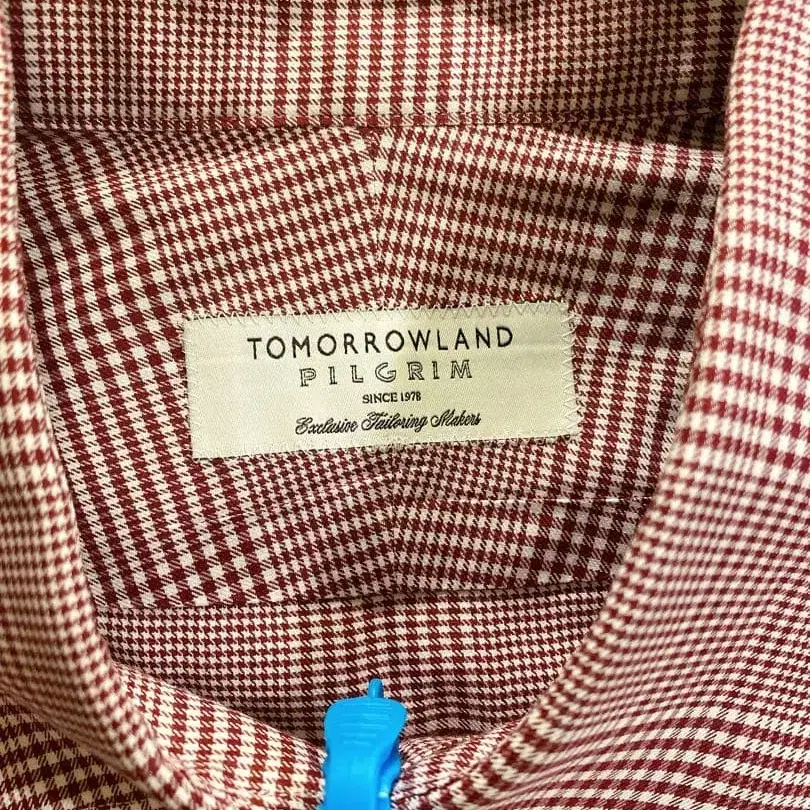 TOMORROWLAND
PILGRIM
SINCE 1978
Exclusive Tailoring Makers